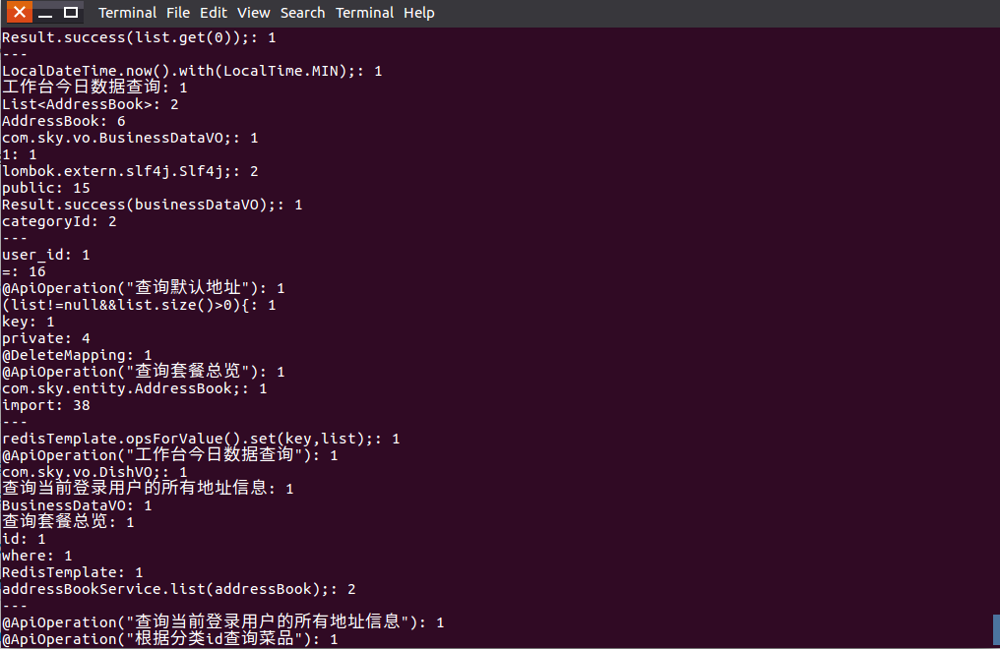 Terminal File Edit View Search Terminal Help
Result.success(list.get(0));: 1
---
LocalDateTime.now().with(LocalTime.MIN);: 1
工作台今日数据查询: 1
List<AddressBook>: 2
AddressBook: 6
com.sky.vo.BusinessDataVO;: 1
1: 1
lombok.extern.slf4j.Slf4j;: 2
public: 15
Result.success(businessDataVO);: 1
categoryId: 2
---
user_id: 1
=: 16
@ApiOperation("查询默认地址"): 1
(list!=null&&list.size()>0){: 1
key: 1
private: 4
@DeleteMapping: 1
@ApiOperation("查询套餐总览"): 1
com.sky.entity.AddressBook;: 1
import: 38
---
redisTemplate.opsForValue().set(key,list);: 1
@ApiOperation("工作台今日数据查询"): 1
com.sky.vo.DishVO;: 1
查询当前登录用户的所有地址信息: 1
BusinessDataVO: 1
查询套餐总览: 1
id: 1
where: 1
RedisTemplate: 1
addressBookService.list(addressBook);: 2
---
@ApiOperation("查询当前登录用户的所有地址信息"): 1
@ApiOperation("根据分类id查询菜品"): 1